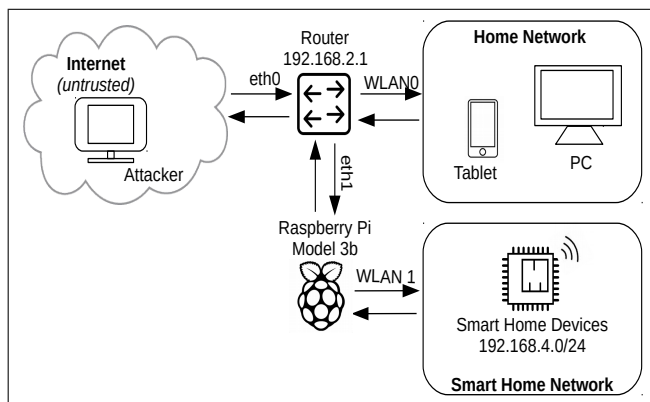 Internet
(untrusted)
Attacker
eth0
Router
192.168.2.1
WLAN0
Home Network
Tablet
PC
eth1
Raspberry Pi
Model 3b
WLAN 1
Smart Home Devices
192.168.4.0/24
Smart Home Network